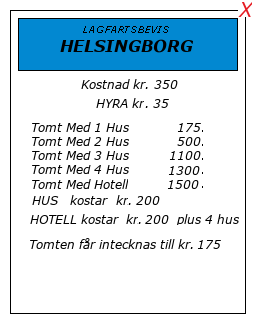 X
LAGFARTSBEVIS
HELSINGBORG
Kostnad kr. 350
HYRA kr. 35
Tomt Med 1 Hus 175.
Tomt Med 2 Hus 500.
Tomt Med 3 Hus 1100.
Tomt Med 4 Hus 1300.
Tomt Med Hotell 1500.
HUS kostar kr. 200
HOTELL kostar kr. 200 plus 4 hus
Tomten får intecknas till kr. 175